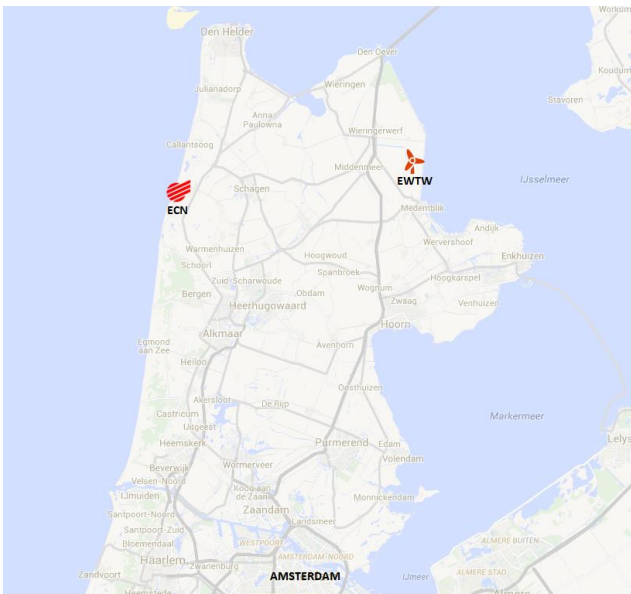 Workum
Den Helder
Den Oever
Koudum
Julianadorp
Wieringen
Stavoren
Anna
Paulowna
Wieringerwerf
Callantsoog
Middenmeer
EWTW
IJsselmeer
Schagen
ECN
Medemblik
Andijk
Wervershoof
Warmenhuizen
Hoogwoud
Enkhuizen
Schoorl
Spanbroek
Hoogkarspel
Zuid-Scharwoude
Wognum
Bergen
Obdam
Zwaag
Venhuizen
Heerhugowaard
Hoorn
Alkmaar
Egmond
aan Zee
Avenhorn
Heiloo
Oosthuizen
Akersloot
De Rijp
Castricum
Markermeer
Uitgeest
Heemskerk
Purmerend
Edam
Lelys
Volendam
Beverwijk
Wormerveer
Velsen-Noord
Koog aan
de Zaan
IJmuiden
Monnickendam
Zaandam
Santpoort-Noord
Landsmeer
Santpoort-Zuid
Bloemendaal
WESTPOORT
ALMERE BUITEN
AMSTERDAM-NOORD
Haarlem
Zwanenburg
Zandvoort
AMSTERDAM
IJmeer
ALMERE STAD
Heemstede
Almere